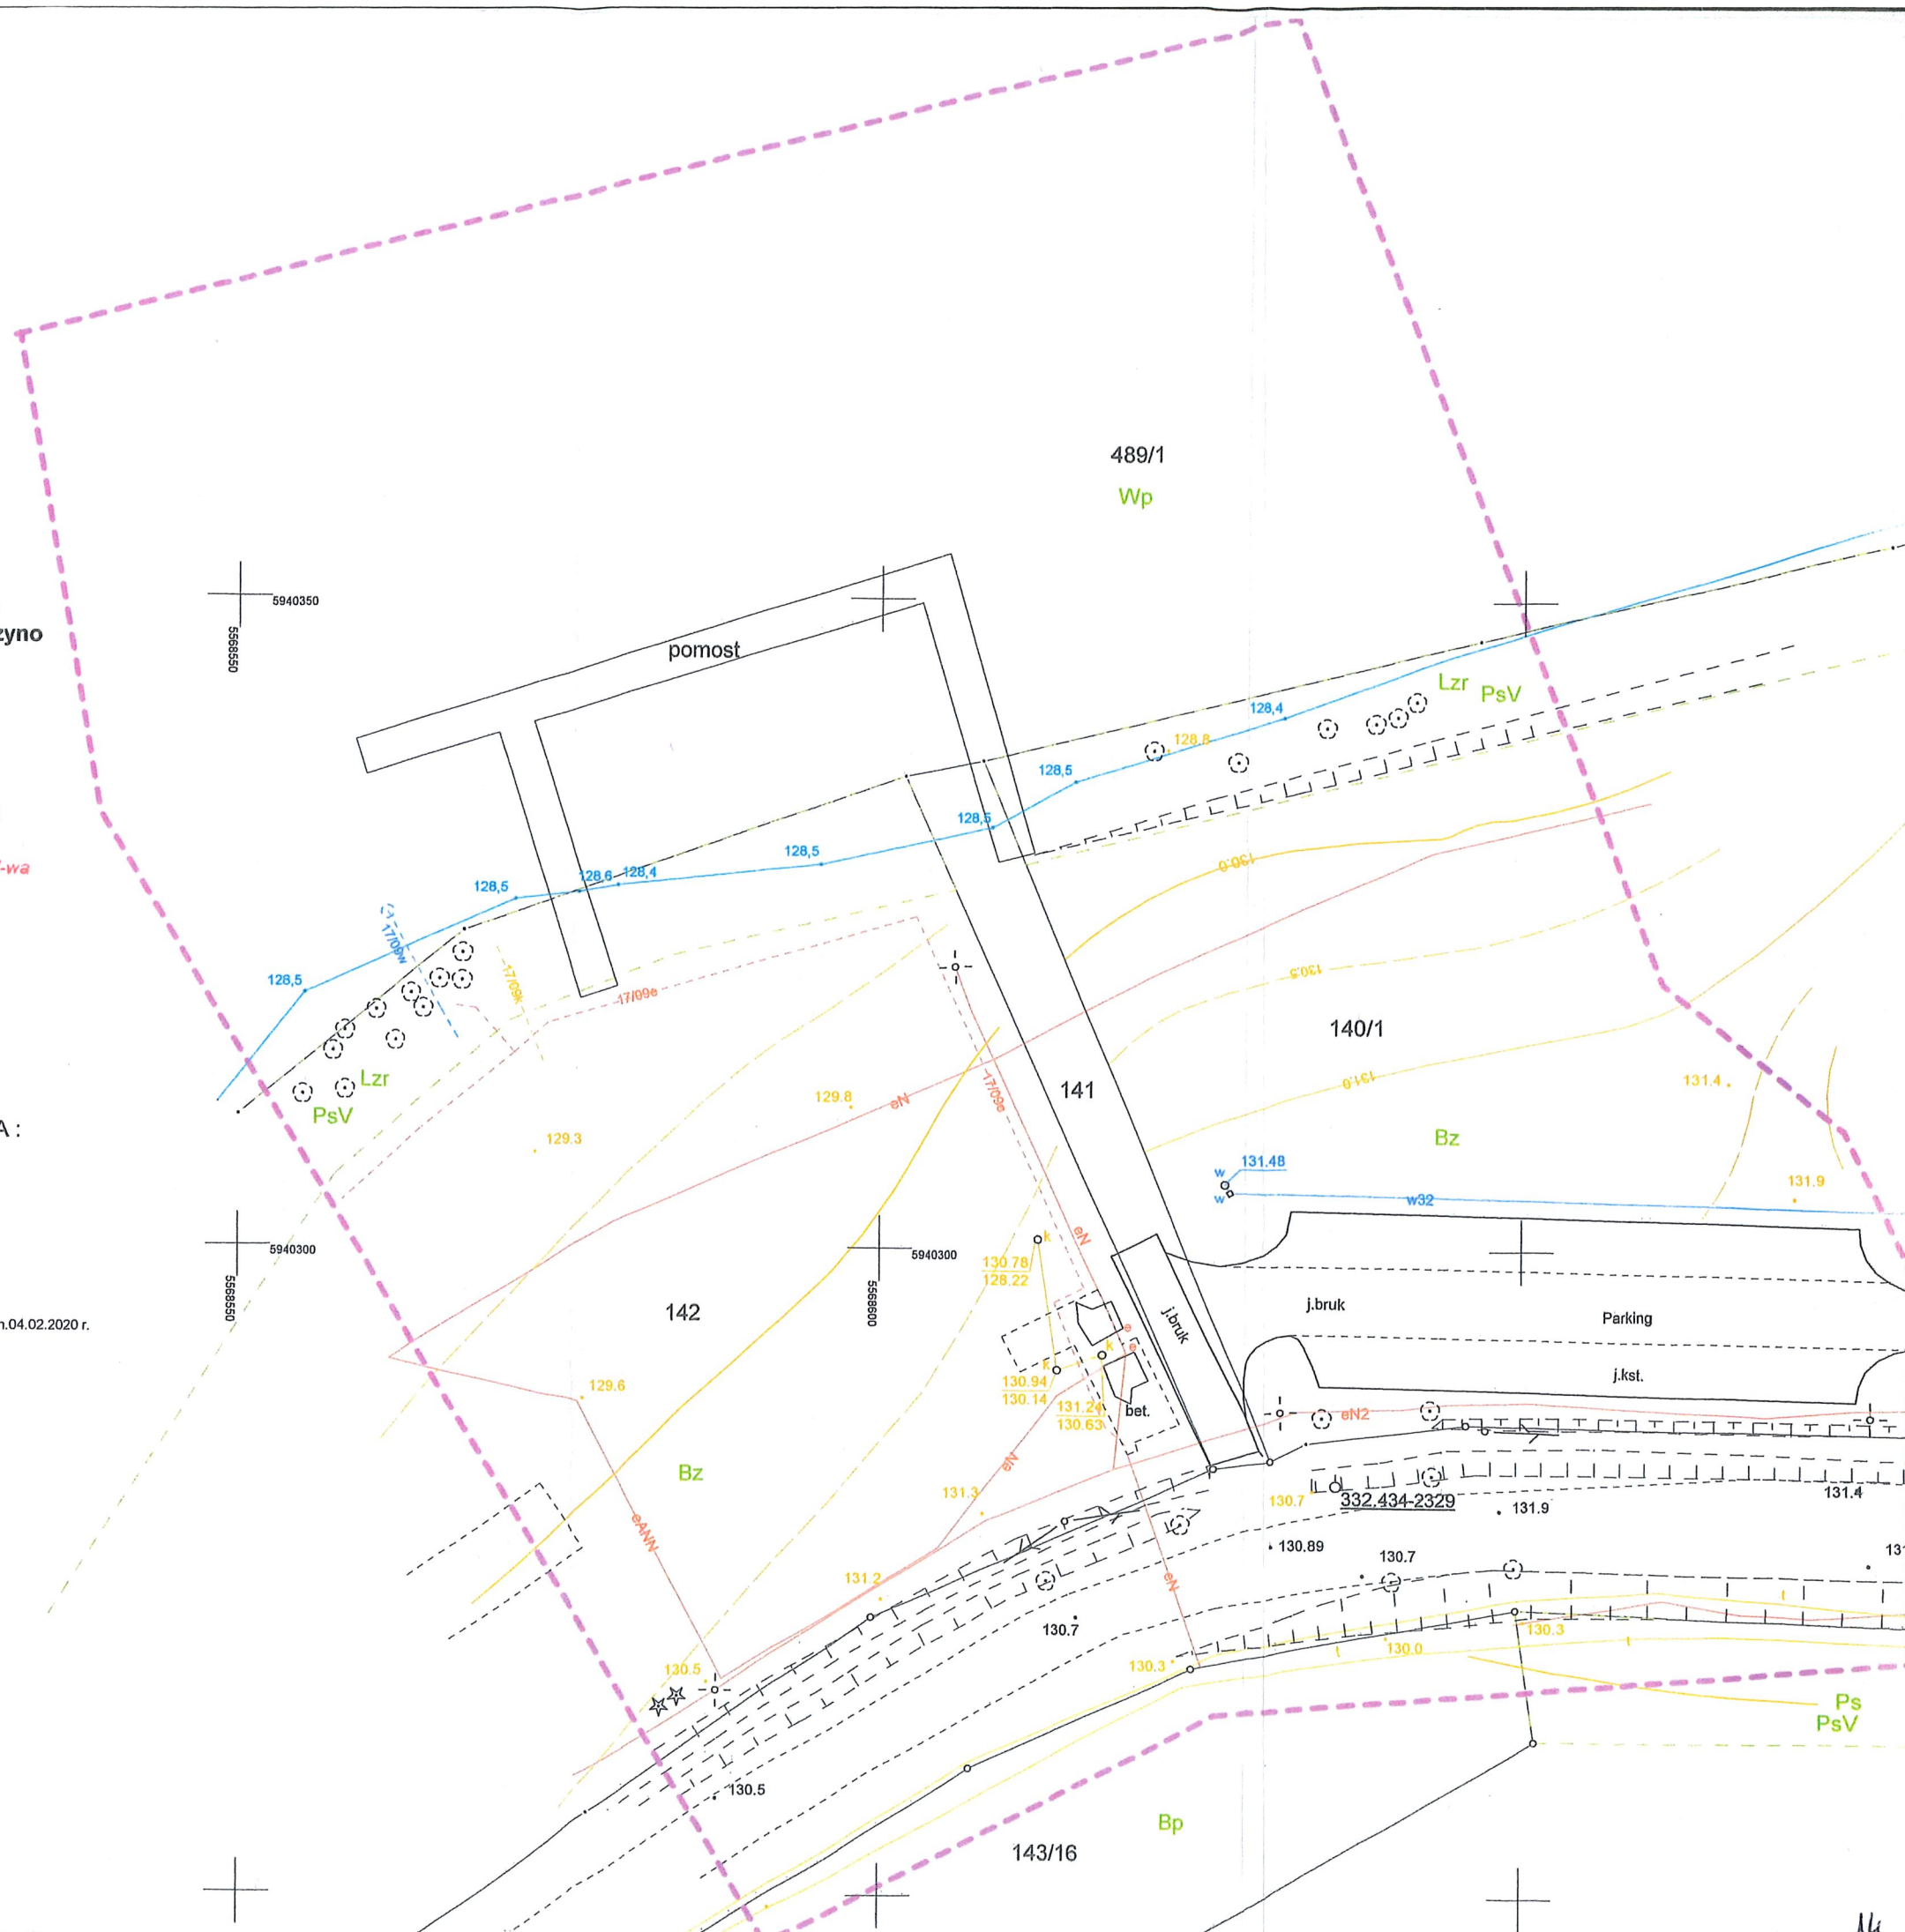 489/1
Wp
5940350
5568550
zyno
pomost
Lzr
PsV
128,4
128.8
128,5
128,5
-wa
128,5
128,6
128,4
128,5
130.0
17/09w
17/09k
17/09e
128,5
130.5
140/1
Lzr
PsV
129.8
eN
17/09e
141
131.0
131.4
A :
129.3
Bz
w
131.48
w
w32
131.9
eN
k
5940300
5568550
5940300
5568600
130.78
128.22
142
j.bruk
j.bruk
Parking
n.04.02.2020 r.
e
e
k
k
j.kst.
129.6
130.94
130.14
131.24
130.63
bet.
eN2
Bz
eN
131.3
130.7
332.434-2329
131.9
131.4
eANN
130.89
130.7
131
131.2
eN
t
130.7
130.3
130.0
t
t
130.5
130.3
Ps
PsV
130.5
Bp
143/16